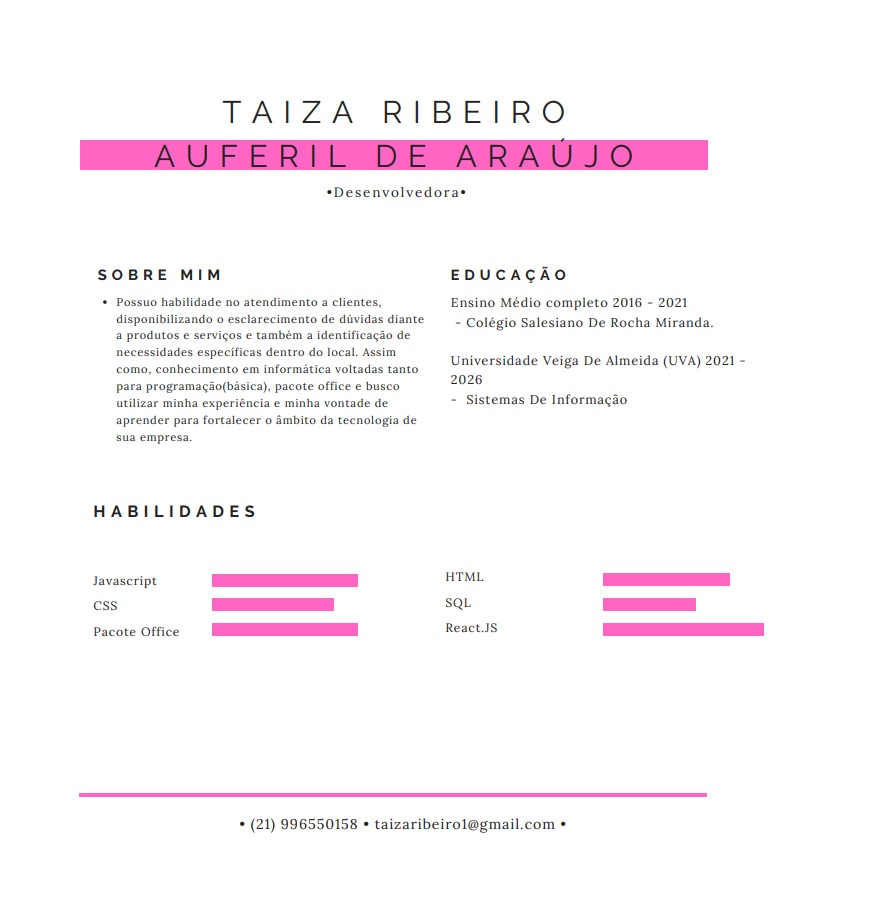 TAIZA RIBEIRO
AUFERIL DE ARAÚJO
•Desenvolvedora•
SOBRE MIM
• Possuo habilidade no atendimento a clientes,
disponibilizando o esclarecimento de dúvidas diante
a produtos e serviços e também a identificação de
necessidades específicas dentro do local. Assim
como, conhecimento em informática voltadas tanto
para programação(básica), pacote office e busco
utilizar minha experiência e minha vontade de
aprender para fortalecer o âmbito da tecnologia de
sua empresa.
EDUCAÇÃO
Ensino Médio completo 2016 - 2021
- Colégio Salesiano De Rocha Miranda.
Universidade Veiga De Almeida (UVA) 2021 -
2026
- Sistemas De Informação
HABILIDADES
Javascript
CSS
Pacote Office
HTML
SQL
React.JS
• (21) 996550158 • taizaribeiro1@gmail.com •